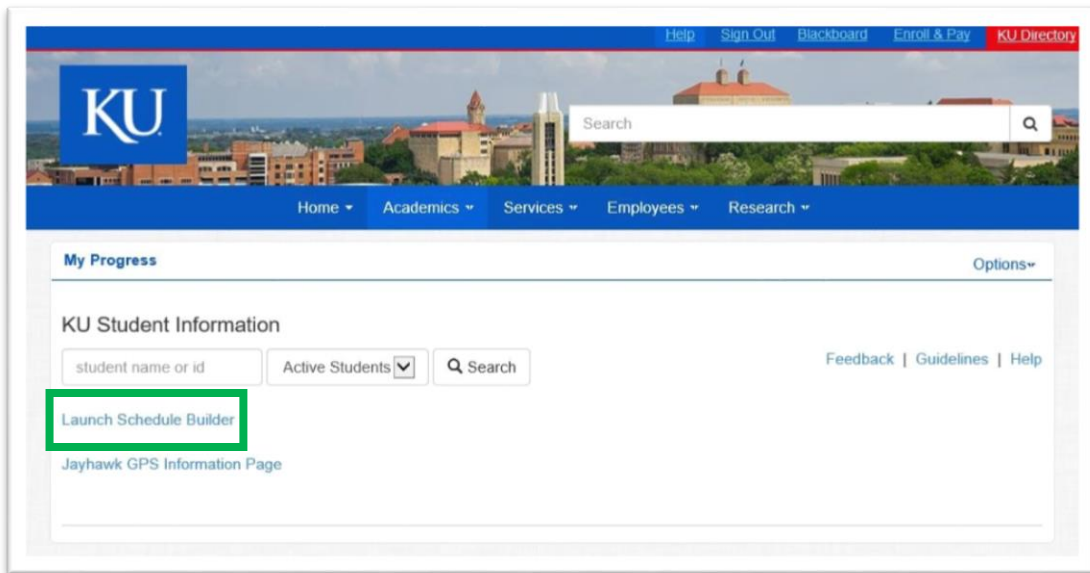 Help Sign Out Blackboard Enroll & Pay KU Directory
KU
Search
Home Academics Services Employees Research
My Progress
Options
KU Student Information
student name or id Active Students Search
Feedback | Guidelines | Help
Launch Schedule Builder
Jayhawk GPS Information Page